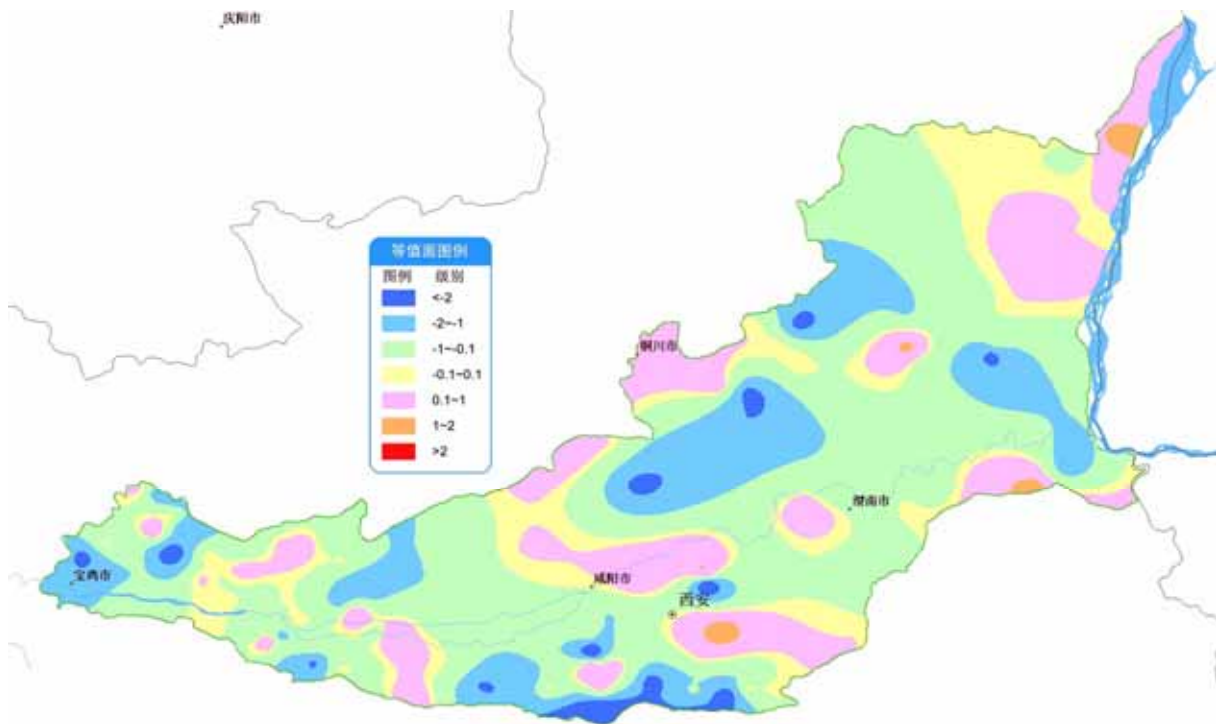 庆阳市
等值面图例
图例 级别
<-2
-2~-1
-1~-0.1
-0.1~0.1
0.1~1
1~2
>2
铜川市
渭南市
宝鸡市
咸阳市
西安